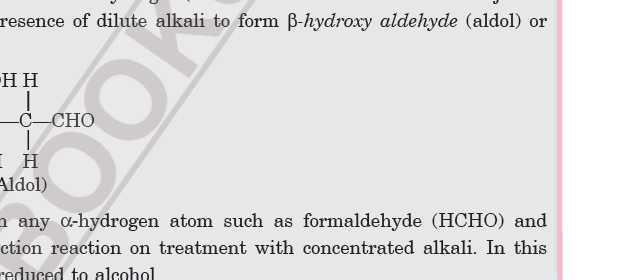 resence of dilute alkali to form β-hydroxy aldehyde (aldol) or
H H
—C—CHO
H
Aldol)
any α-hydrogen atom such as formaldehyde (HCHO) and
ction reaction on treatment with concentrated alkali. In this
reduced to alcohol
BOOK